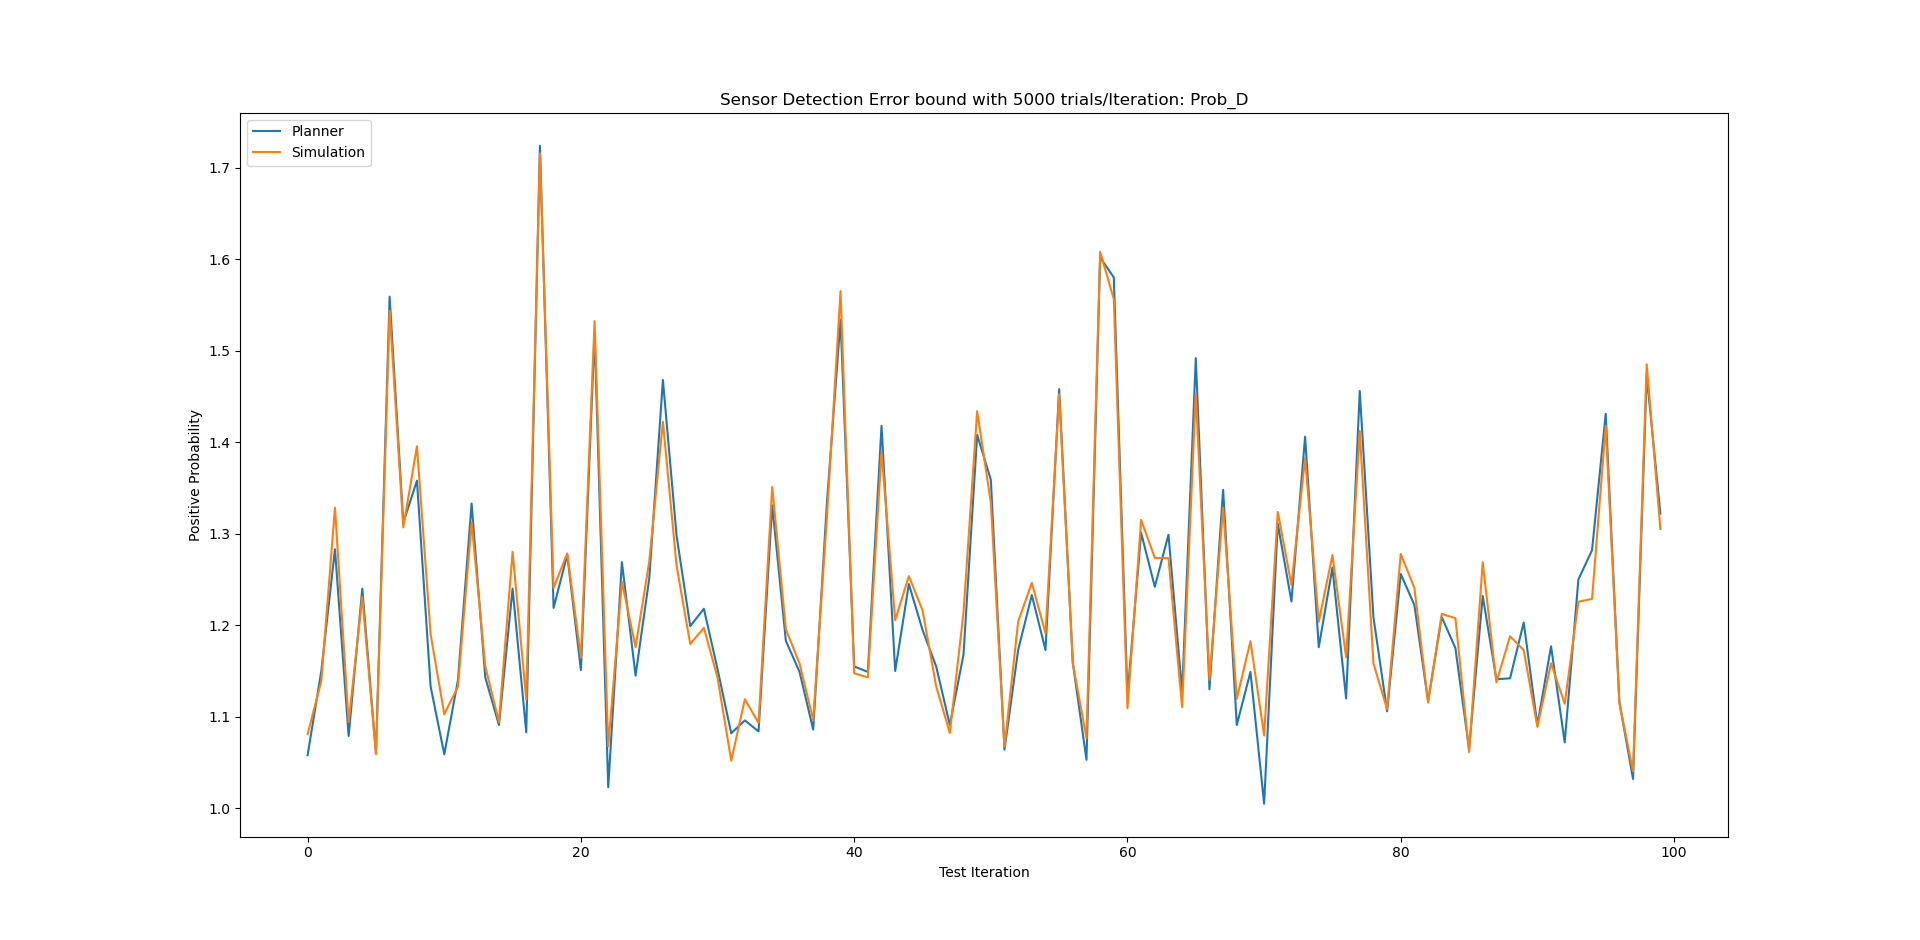 Sensor Detection Error bound with 5000 trials/Iteration: Prob_D
Planner
Simulation
1.7
1.6
1.5
1.4
1.3
1.2
1.1
1.0
Positive Probability
0 20 40 60 80 100
Test Iteration